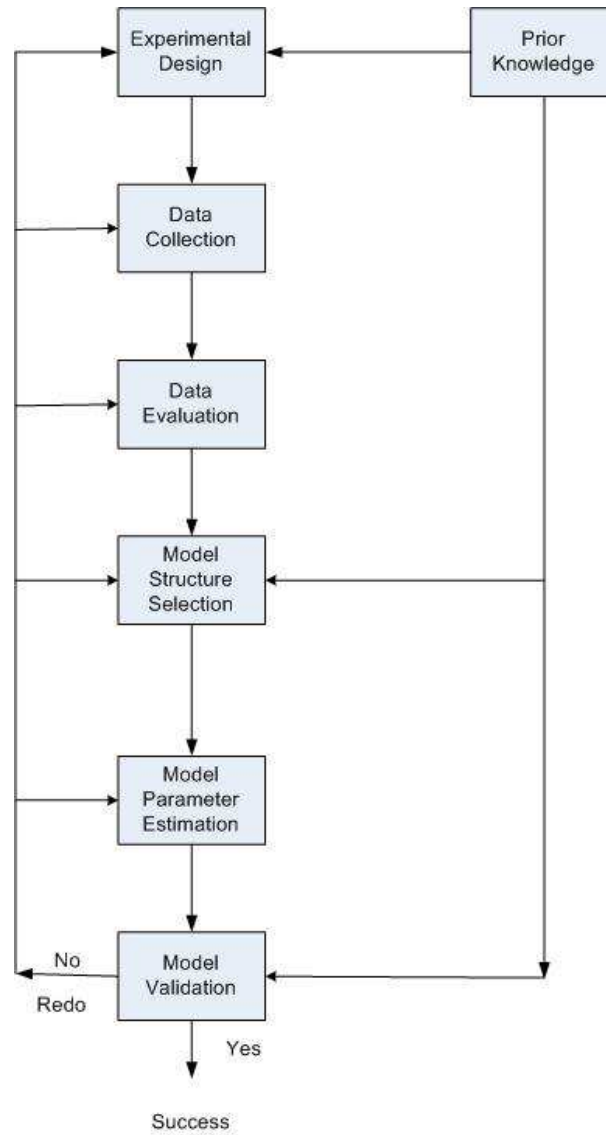 Experimental
Design
Prior
Knowledge
Data
Collection
Data
Evaluation
Model
Structure
Selection
Model
Parameter
Estimation
No
Model
Validation
Redo
Yes
Success